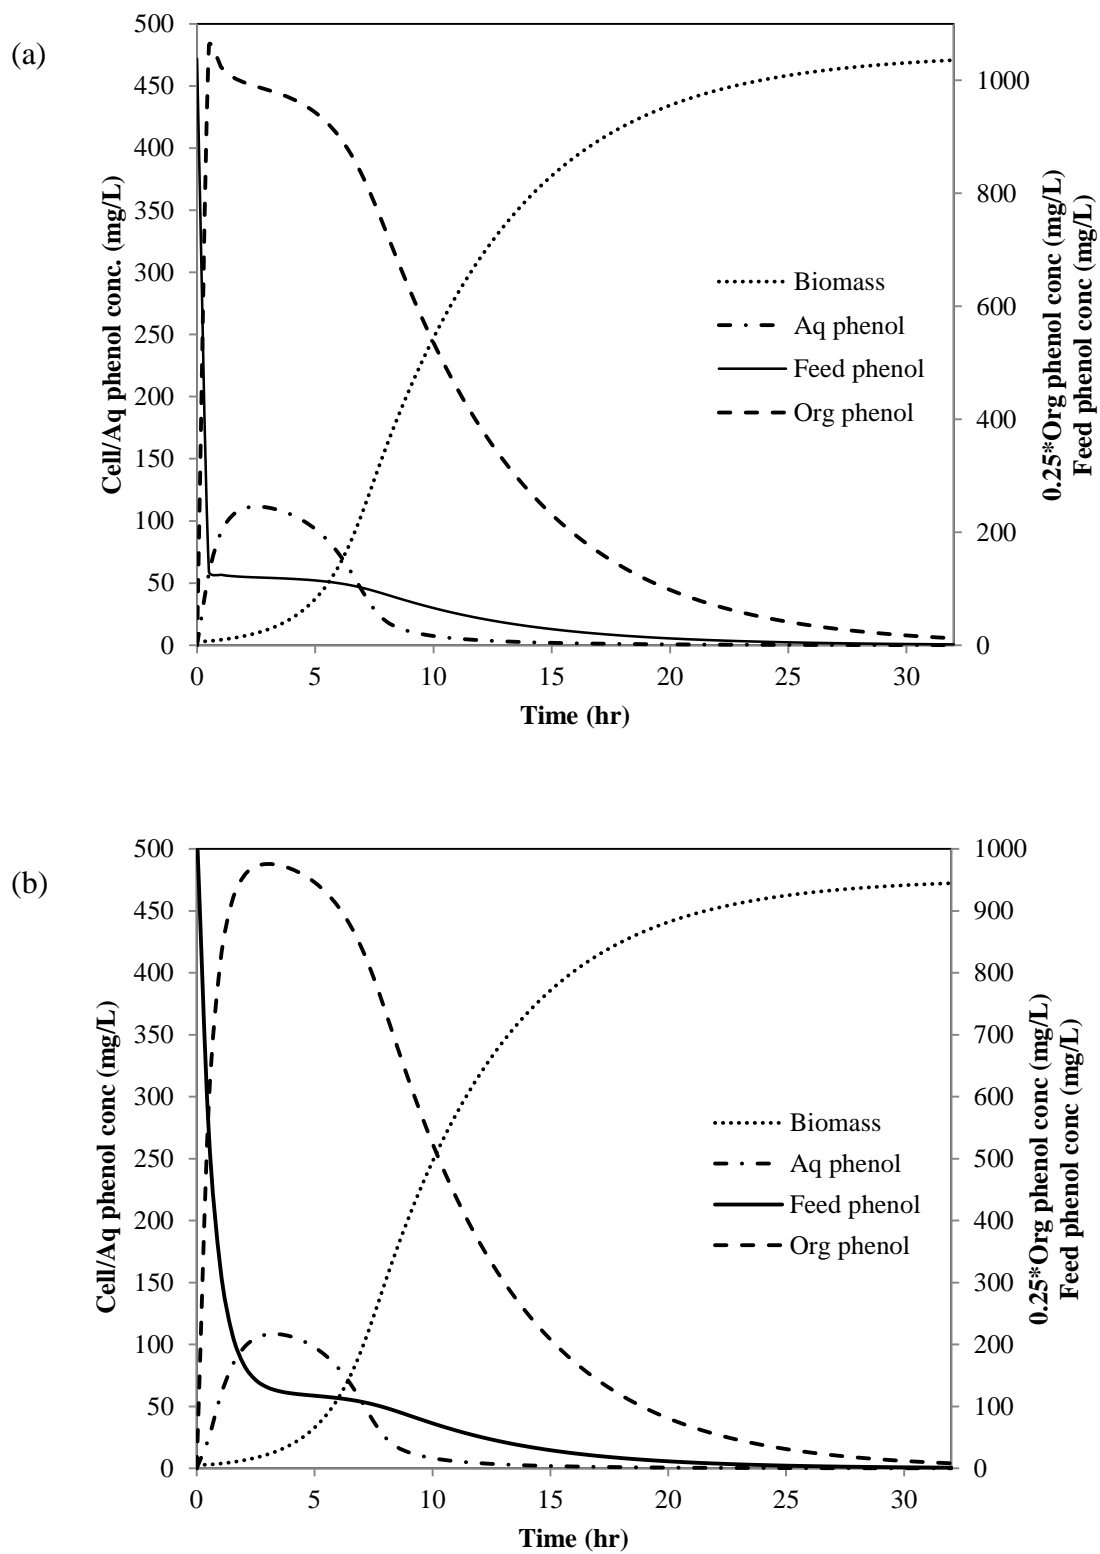 (a)
Cell/Aq phenol conc. (mg/L)
500
450
400
350
300
250
200
150
100
50
0
0 5 10 15 20 25 30
Time (hr)
1000
800
600
400
200
0
0.25*Org phenol conc (mg/L)
Feed phenol conc (mg/L)
Biomass
Aq phenol
Feed phenol
Org phenol
(b)
Cell/Aq phenol conc (mg/L)
500
450
400
350
300
250
200
150
100
50
0
0 5 10 15 20 25 30
Time (hr)
1000
900
800
700
600
500
400
300
200
100
0
0.25*Org phenol conc (mg/L)
Feed phenol conc (mg/L)
Biomass
Aq phenol
Feed phenol
Org phenol